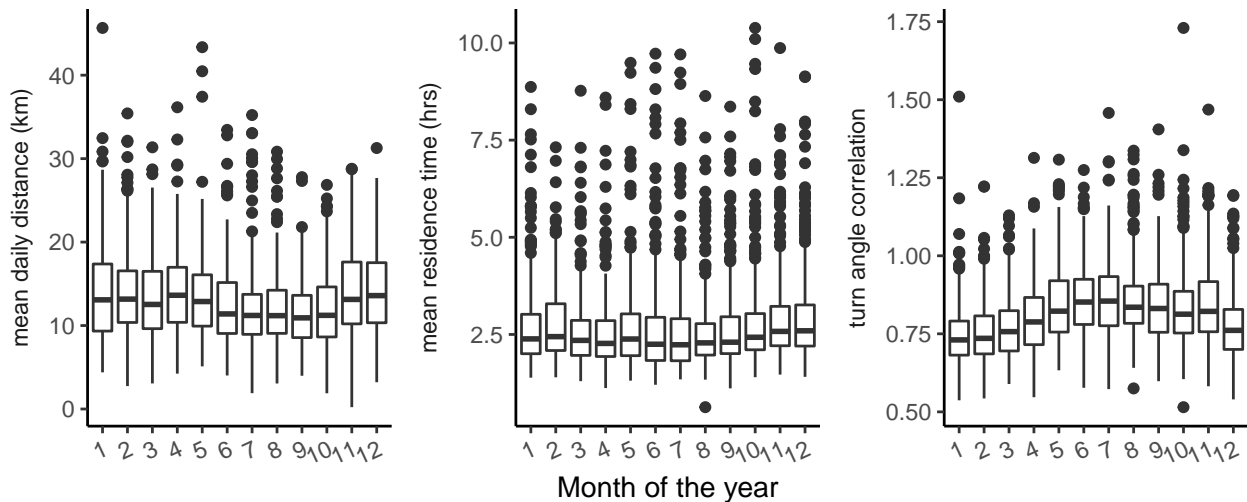 mean daily distance (km)
40
30
20
10
0
1 2 3 4 5 6 7 8 9 10 11 12
mean residence time (hrs)
10.0
7.5
5.0
2.5
1 2 3 4 5 6 7 8 9 10 11 12
turn angle correlation
1.75
1.50
1.25
1.00
0.75
0.50
1 2 3 4 5 6 7 8 9 10 11 12
Month of the year